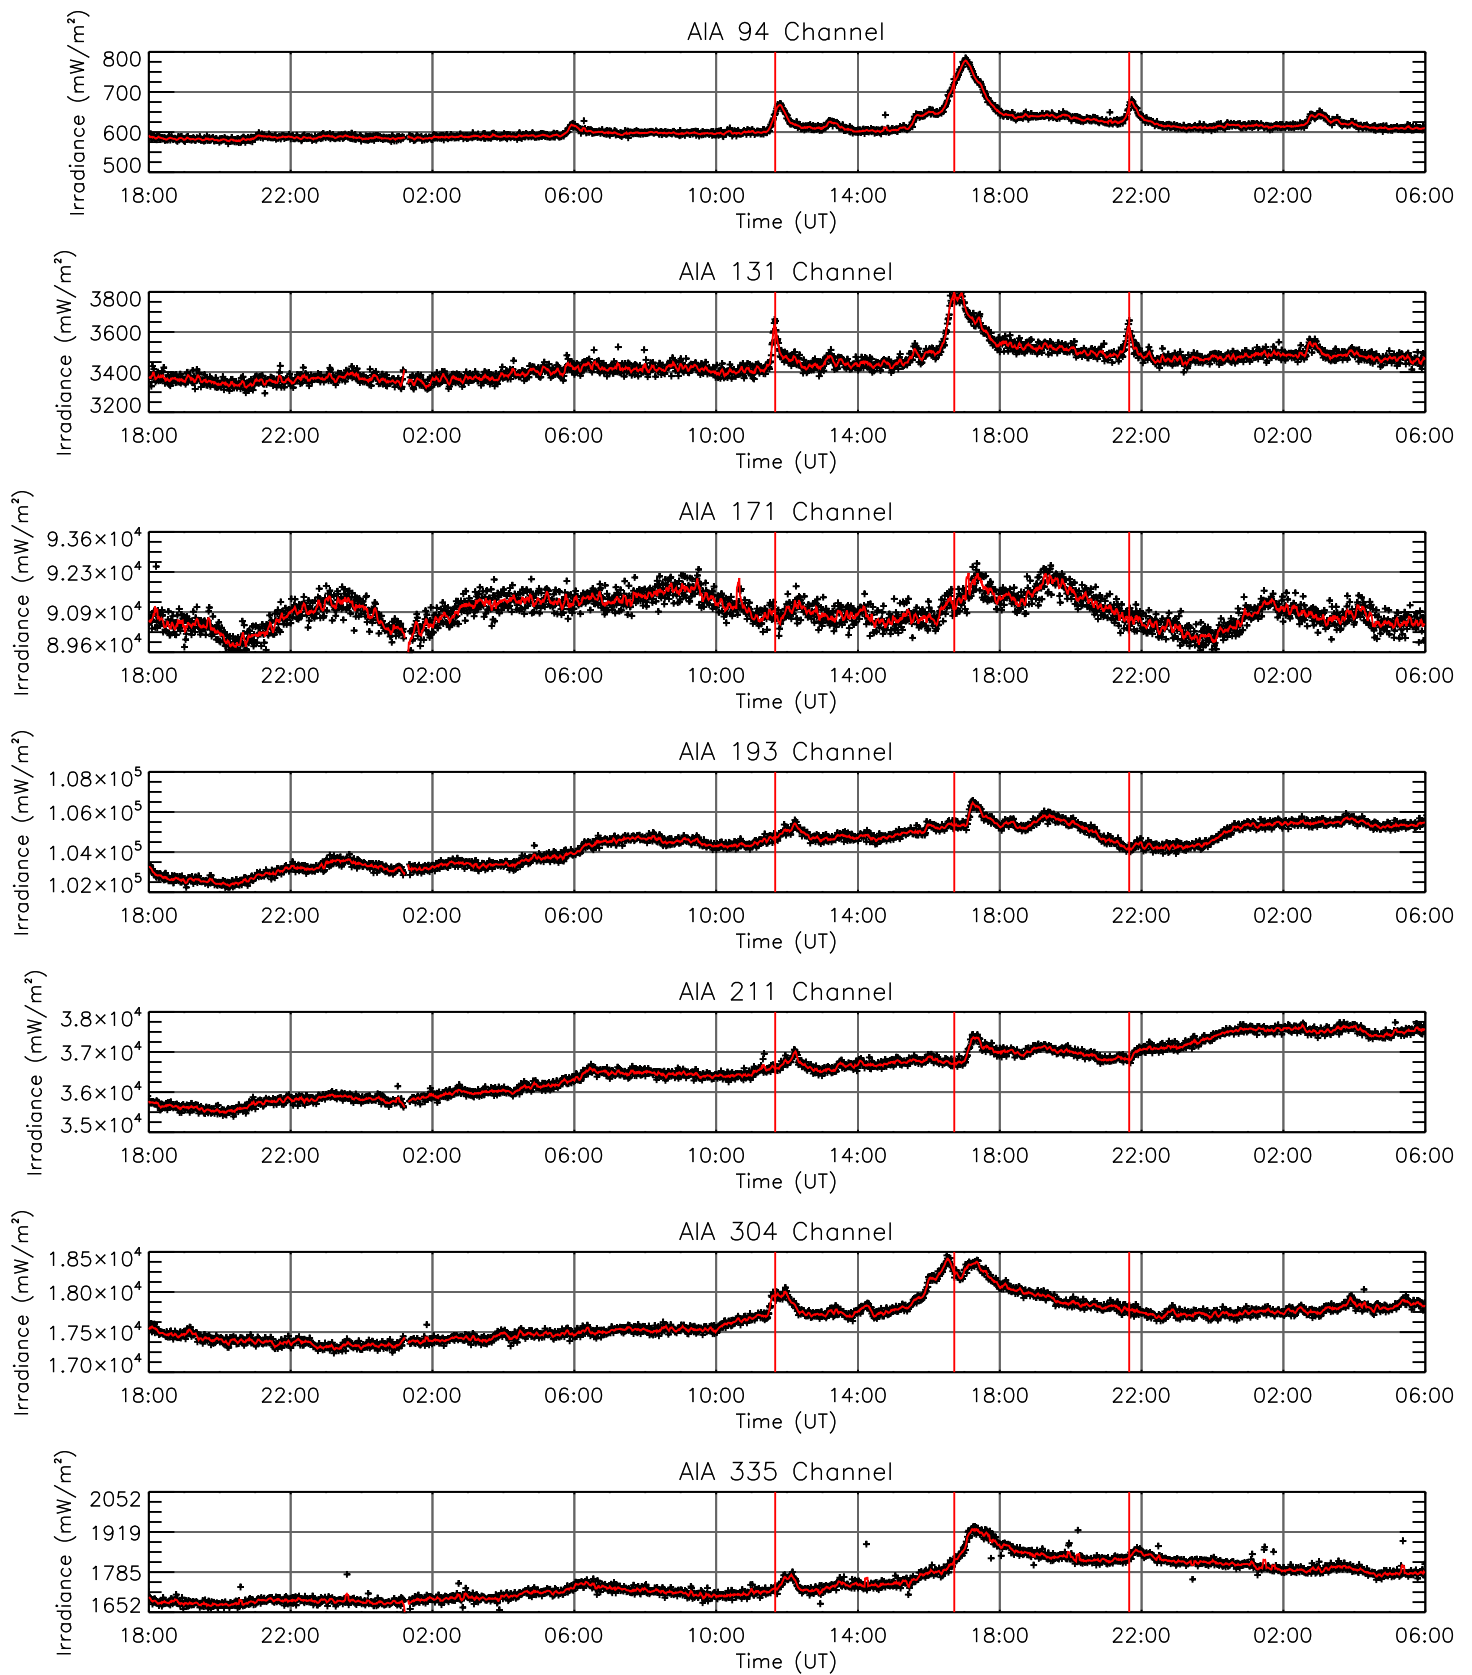 AIA 94 Channel
Irradiance (mW/m²)
800
700
600
500
18:00 22:00 02:00 06:00 10:00 14:00 18:00 22:00 02:00 06:00
Time (UT)
AIA 131 Channel
Irradiance (mW/m²)
3800
3600
3400
3200
18:00 22:00 02:00 06:00 10:00 14:00 18:00 22:00 02:00 06:00
Time (UT)
AIA 171 Channel
Irradiance (mW/m²)
9.36×10⁴
9.23×10⁴
9.09×10⁴
8.96×10⁴
18:00 22:00 02:00 06:00 10:00 14:00 18:00 22:00 02:00 06:00
Time (UT)
AIA 193 Channel
Irradiance (mW/m²)
1.08×10⁵
1.06×10⁵
1.04×10⁵
1.02×10⁵
18:00 22:00 02:00 06:00 10:00 14:00 18:00 22:00 02:00 06:00
Time (UT)
AIA 211 Channel
Irradiance (mW/m²)
3.8×10⁴
3.7×10⁴
3.6×10⁴
3.5×10⁴
18:00 22:00 02:00 06:00 10:00 14:00 18:00 22:00 02:00 06:00
Time (UT)
AIA 304 Channel
Irradiance (mW/m²)
1.85×10⁴
1.80×10⁴
1.75×10⁴
1.70×10⁴
18:00 22:00 02:00 06:00 10:00 14:00 18:00 22:00 02:00 06:00
Time (UT)
AIA 335 Channel
Irradiance (mW/m²)
2052
1919
1785
1652
18:00 22:00 02:00 06:00 10:00 14:00 18:00 22:00 02:00 06:00
Time (UT)